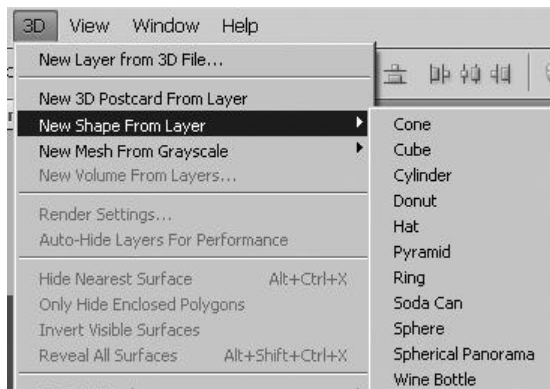 3D View Window Help
New Layer from 3D File...
New 3D Postcard From Layer
New Shape From Layer
New Mesh From Grayscale
New Volume From Layers...
Render Settings...
Auto-Hide Layers For Performance
Hide Nearest Surface Alt+Ctrl+X
Only Hide Enclosed Polygons
Invert Visible Surfaces
Reveal All Surfaces Alt+Shift+Ctrl+X
Cone
Cube
Cylinder
Donut
Hat
Pyramid
Ring
Soda Can
Sphere
Spherical Panorama
Wine Bottle